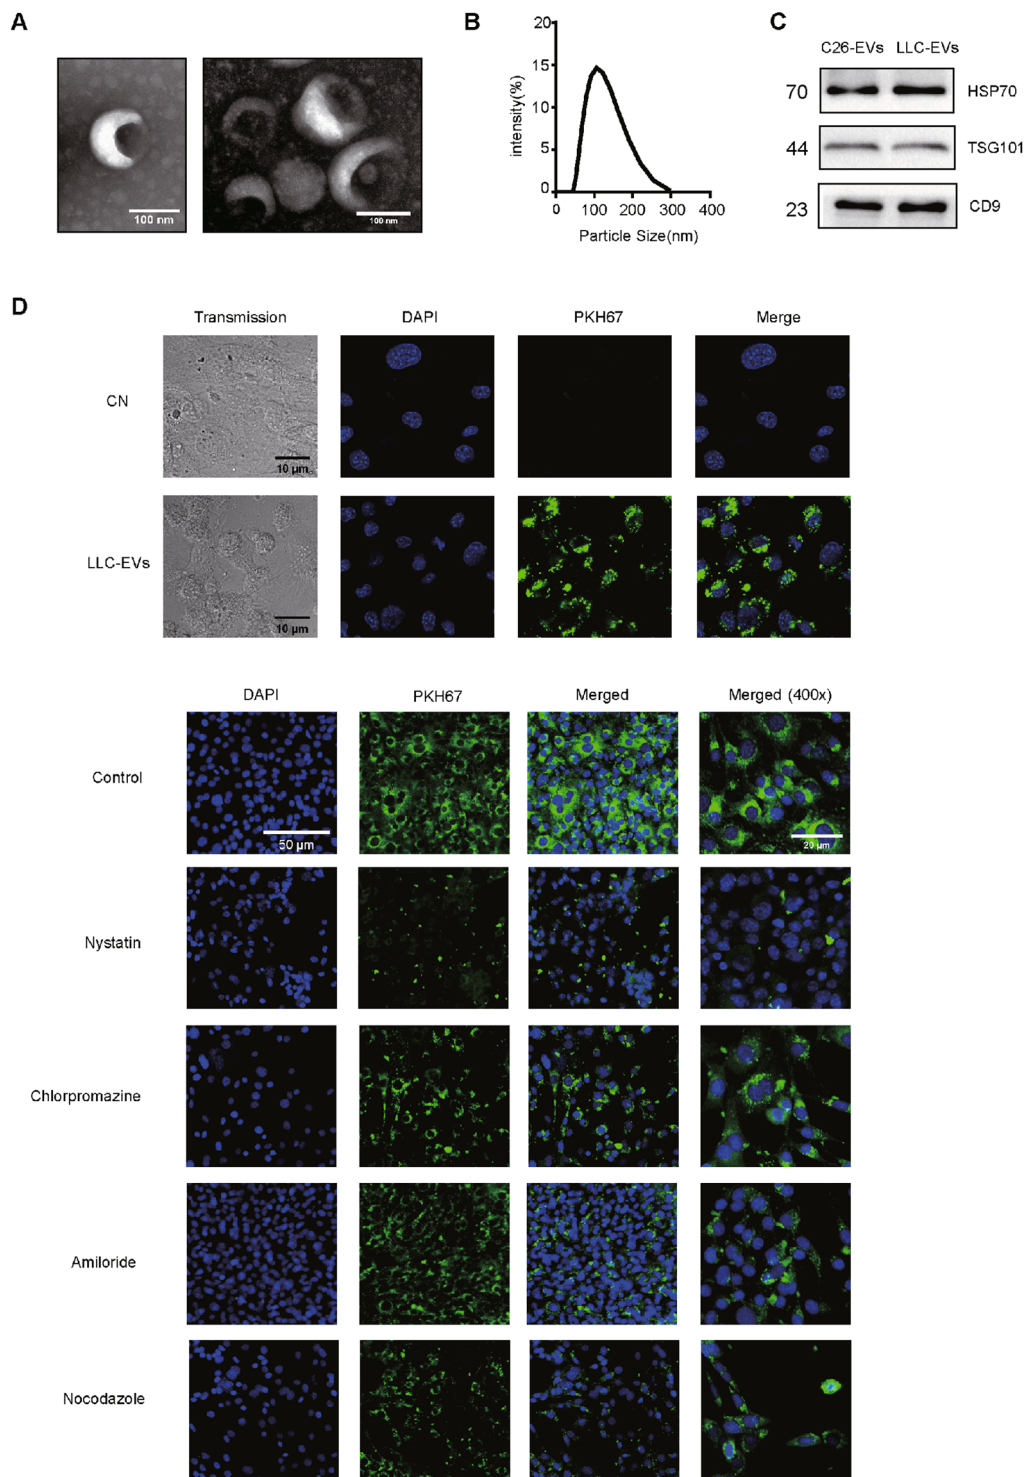 A
100 nm
100 nm
B
20
15
10
5
0
0 100 200 300 400
intensity(%)
Particle Size(nm)
C
C26-EVs LLC-EVs
70 HSP70
44 TSG101
23 CD9
D
Transmission DAPI PKH67 Merge
CN
10 µm
LLC-EVs
10 µm
DAPI PKH67 Merged Merged (400x)
Control
50 µm
20 µm
Nystatin
Chlorpromazine
Amiloride
Nocodazole